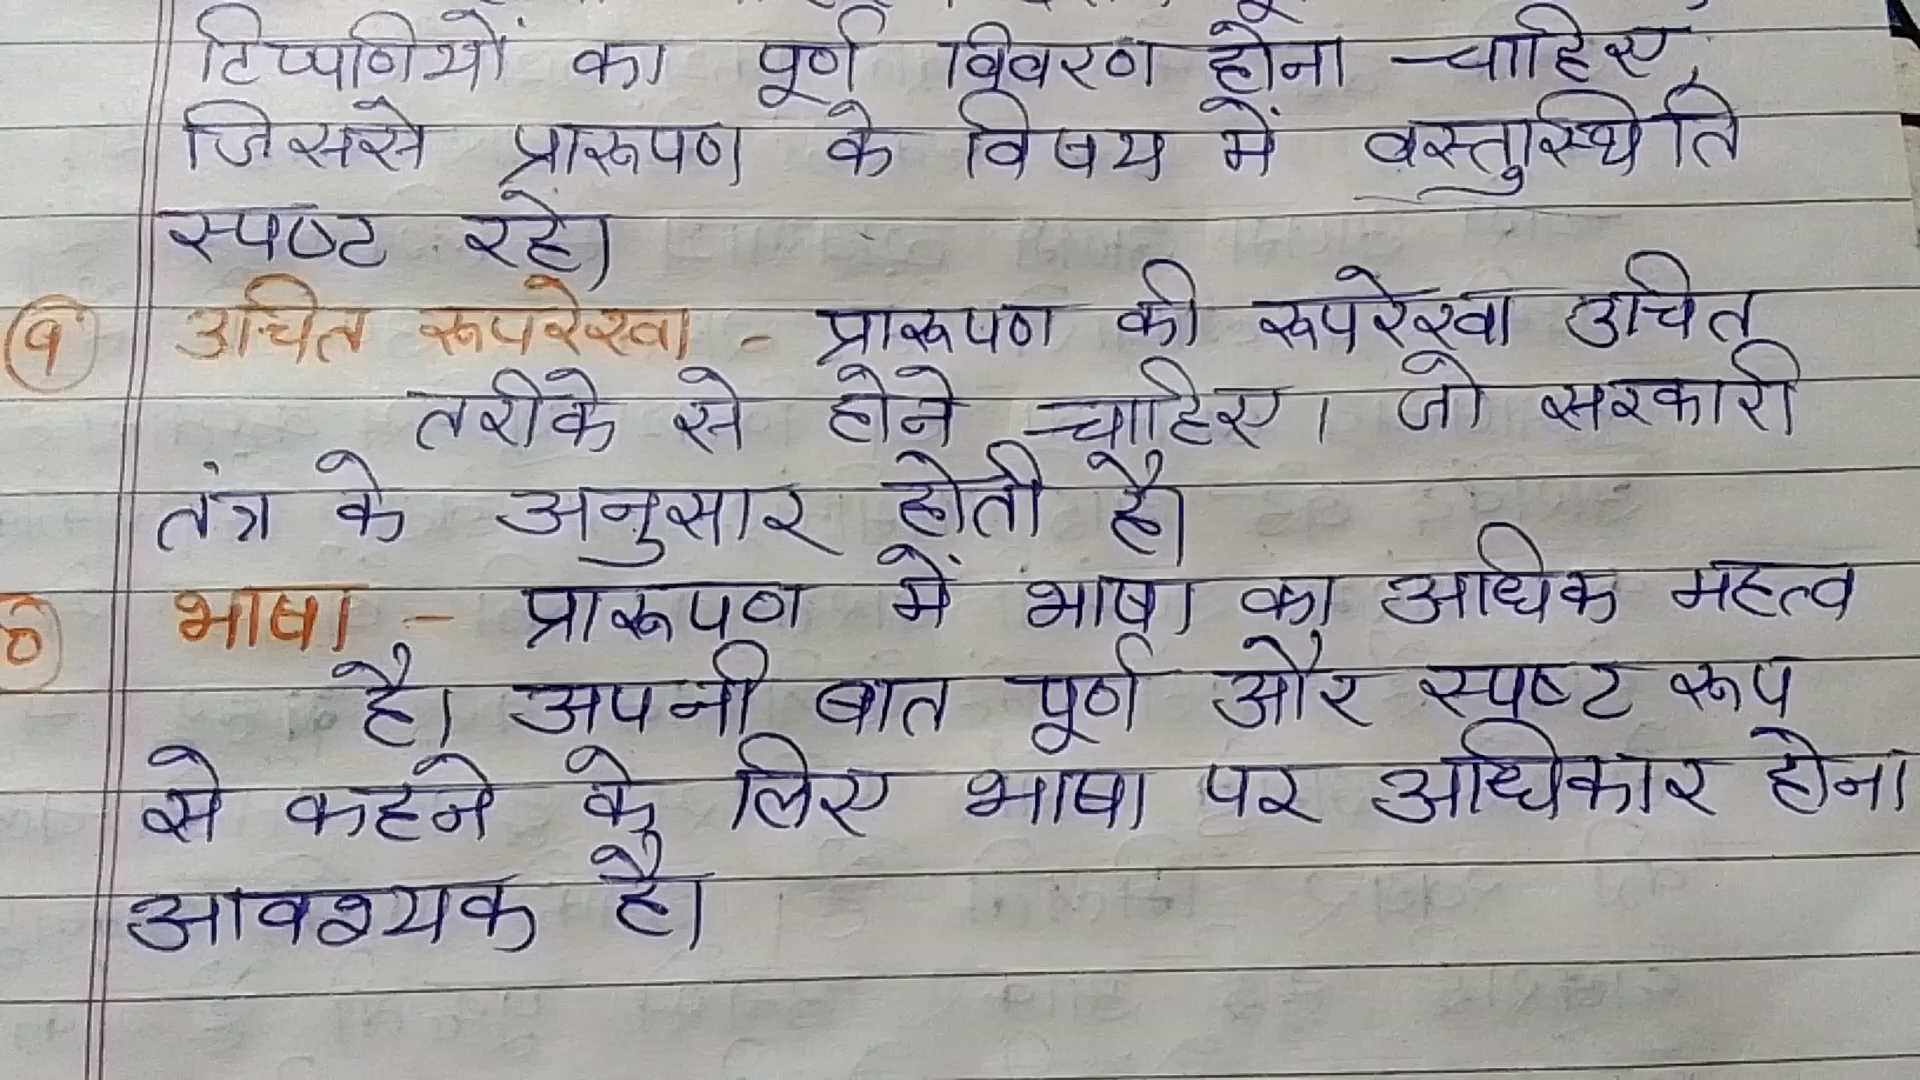 टिप्पणियों का पूर्ण विवरण होना चाहिए,
जिससे प्रारूपण के विषय में वस्तुस्थिति
स्पष्ट रहे।
उचित रूपरेखा - प्रारूपण की रूपरेखा उचित
तरीके से होने चाहिए। जो सरकारी
तंत्र के अनुसार होती है।
भाषा - प्रारूपण में भाषा का अधिक महत्व
है। अपनी बात पूर्ण और स्पष्ट रूप
से कहने के लिए भाषा पर अधिकार होना
आवश्यक है।